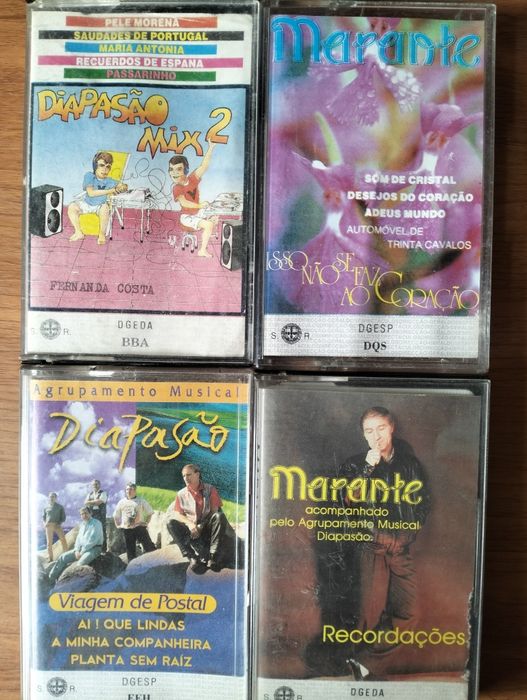 PELE MORENA
SAUDADES DE PORTUGAL
MARIA ANTONIA
RECUERDOS DE ESPANA
PASSARINHO
DIAPASÃO
MIX 2
FERNANDA COSTA
S. R.
DGEDA
BBA
Marante
SOM DE CRISTAL
DESEJOS DO CORAÇÃO
ADEUS MUNDO
AUTOMÓVEL DE
TRINTA CAVALOS
ISSO NÃO SE FAZ
AO CORAÇÃO
S. R.
DGESP
DQS
Agrupamento Musical
DIAPASÃO
Viagem de Postal
AI ! QUE LINDAS
A MINHA COMPANHEIRA
PLANTA SEM RAÍZ
S. R.
DGESP
EEH
Marante
acompanhado
pelo Agrupamento Musical
Diapasão.
Recordações
S. R.
DGEDA